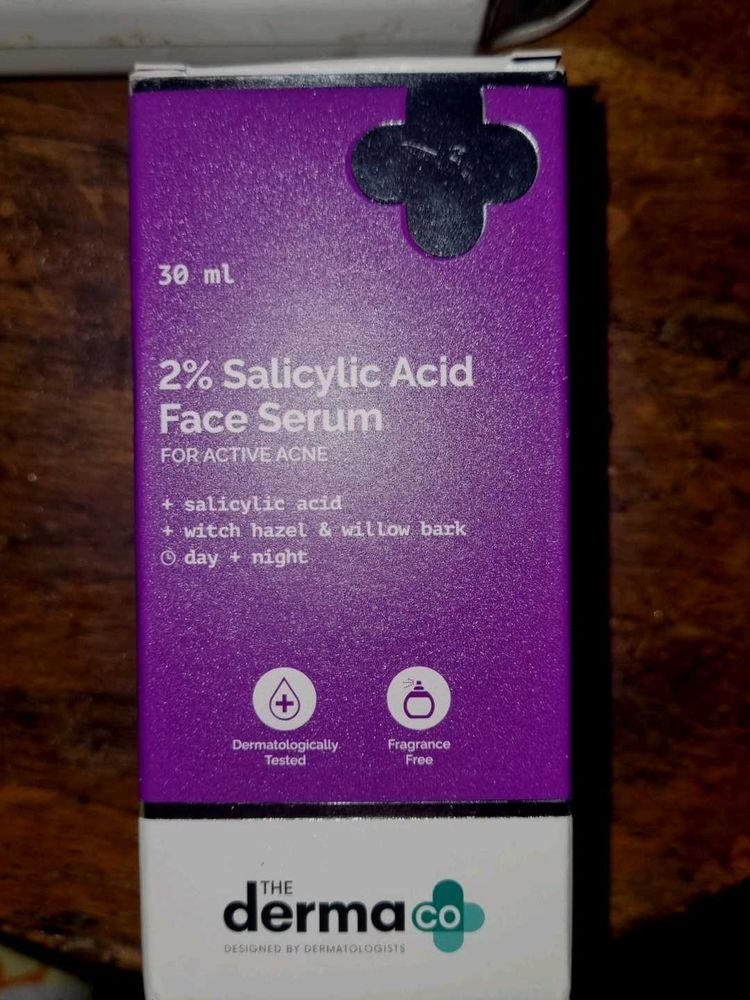 30 ml
2% Salicylic Acid
Face Serum
FOR ACTIVE ACNE
+ salicylic acid
+ witch hazel & willow bark
day + night
Dermatologically
Tested
Fragrance
Free
THE
derma co
DESIGNED BY DERMATOLOGISTS